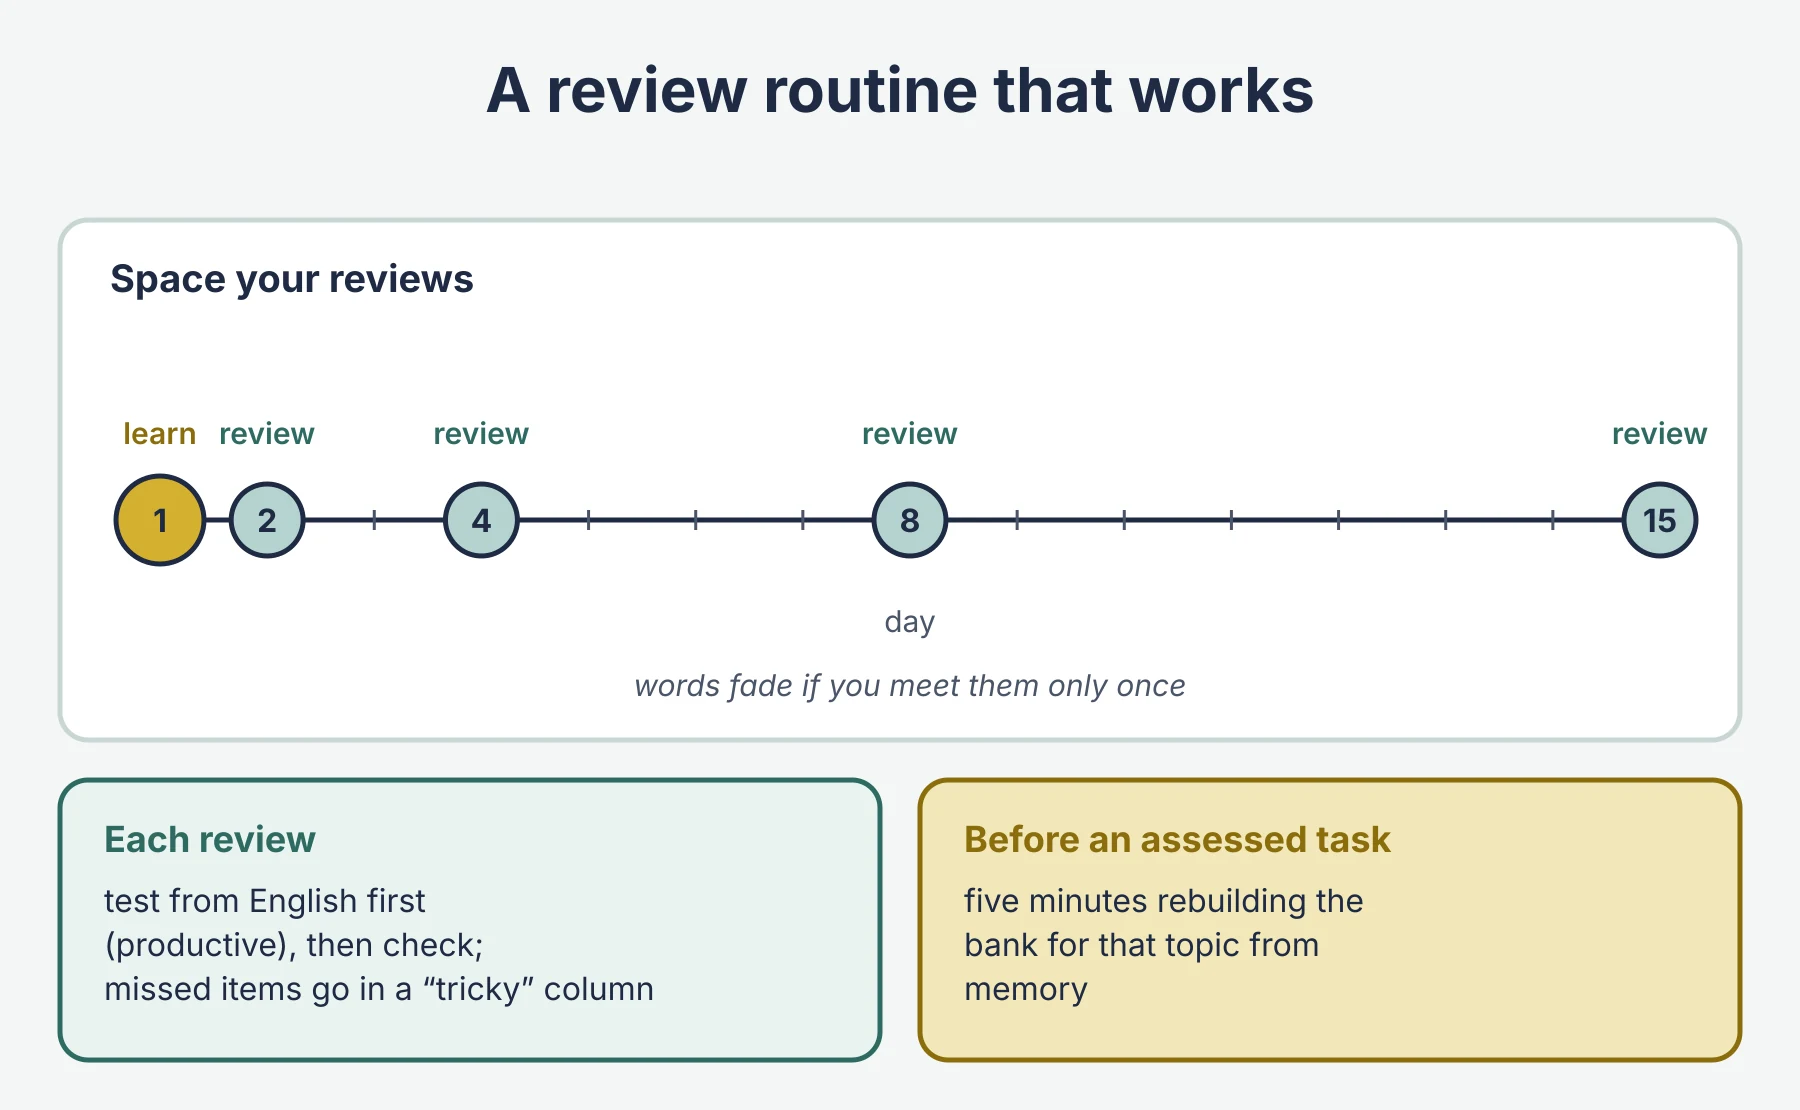 A review routine that works
Space your reviews
learn review review review review
1 2 4 8 15
day
words fade if you meet them only once
Each review
test from English first
(productive), then check;
missed items go in a “tricky” column
Before an assessed task
five minutes rebuilding the
bank for that topic from
memory